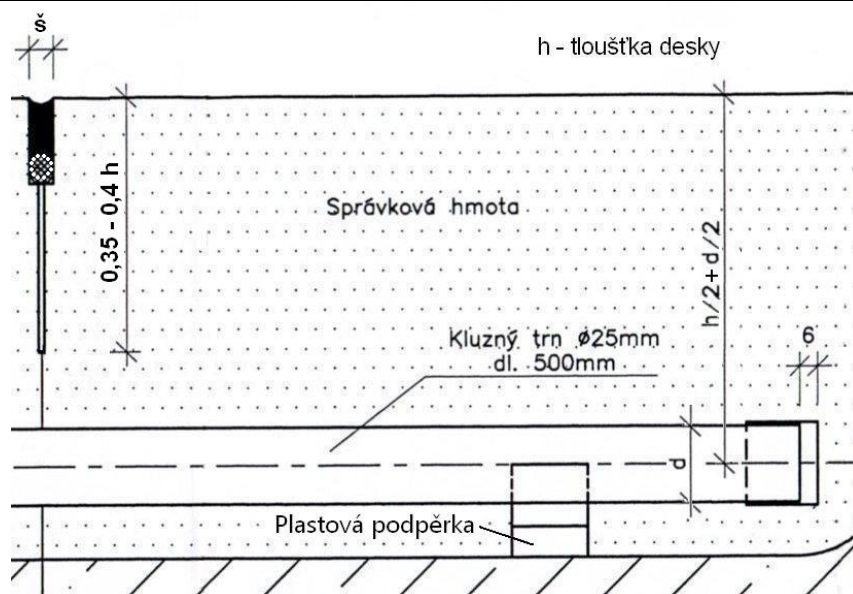 š
h - tloušťka desky
0,35 - 0,4 h
Správková hmota
h/2+d/2
6
Kluzný trn ø25mm
dl. 500mm
d
Plastová podpěrka